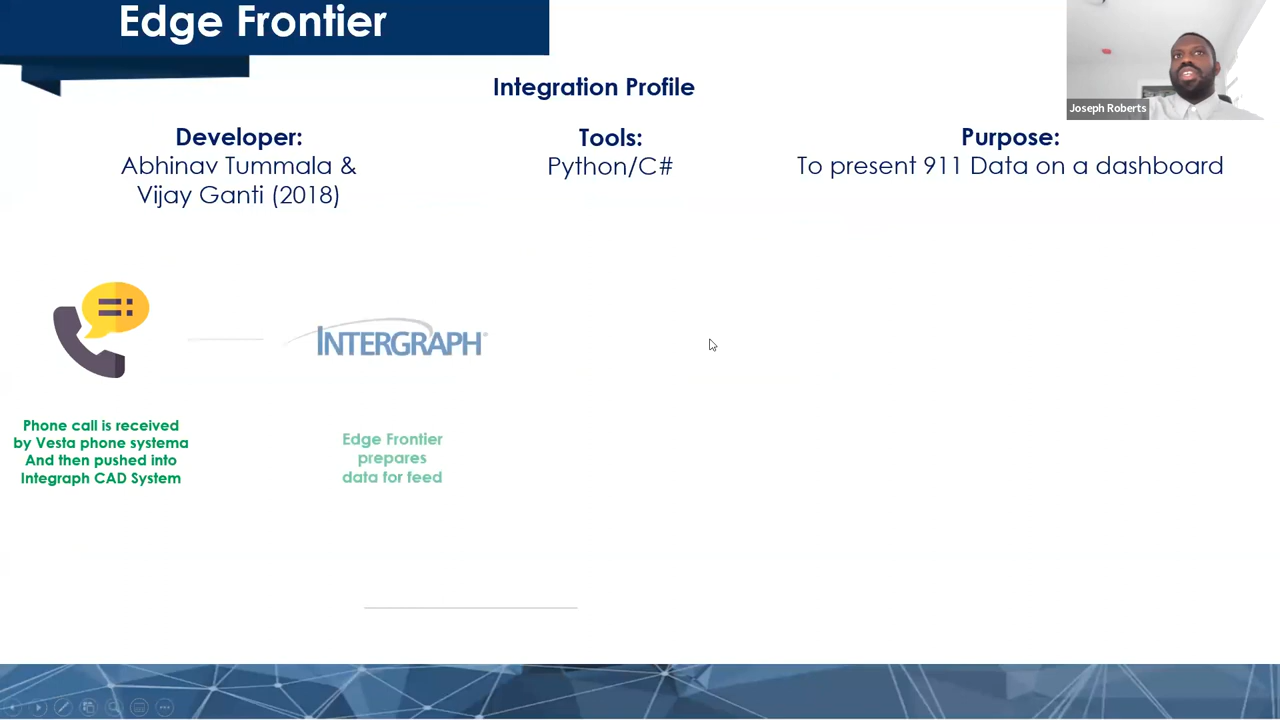 Edge Frontier
Joseph Roberts
Integration Profile
Developer:
Abhinav Tummala &
Vijay Ganti (2018)
Tools:
Python/C#
Purpose:
To present 911 Data on a dashboard
INTERGRAPH
Phone call is received
by Vesta phone systema
And then pushed into
Integraph CAD System
Edge Frontier
prepares
data for feed